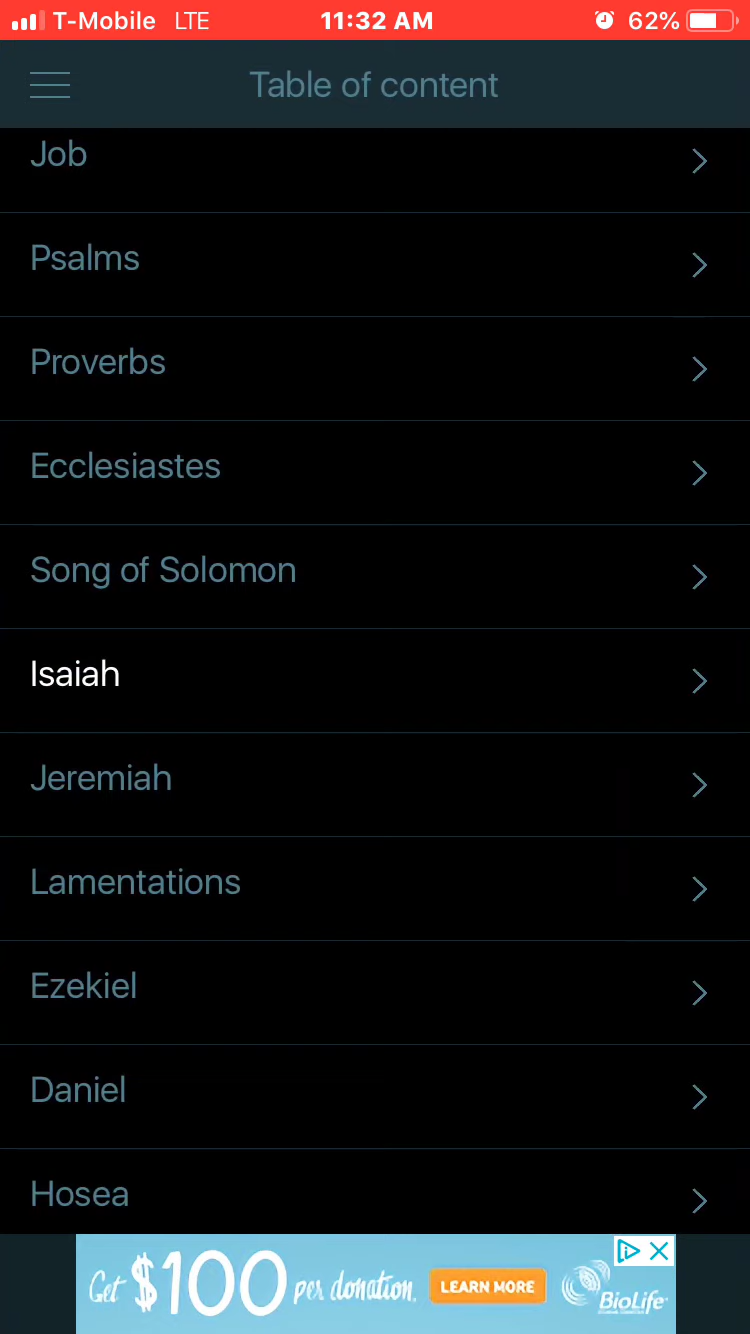 T-Mobile LTE 11:32 AM 62%
Table of content
Job
Psalms
Proverbs
Ecclesiastes
Song of Solomon
Isaiah
Jeremiah
Lamentations
Ezekiel
Daniel
Hosea
Get $100 per donation. LEARN MORE BioLife